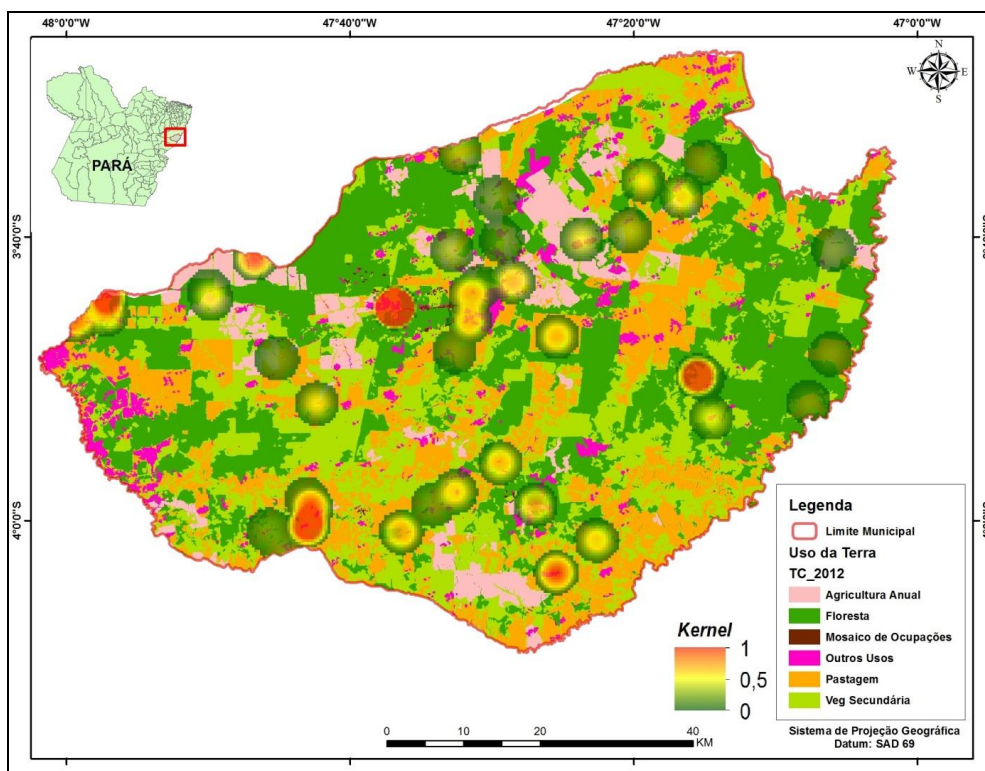 48°0'0"W
47°40'0"W
47°20'0"W
47°0'0"W
N
W
E
S
PARÁ
3°40'0"S
4°0'0"S
Legenda
Limite Municipal
Uso da Terra
TC_2012
Agricultura Anual
Floresta
Mosaico de Ocupações
Outros Usos
Pastagem
Veg Secundária
Kernel
1
0,5
0
0 10 20 40
KM
Sistema de Projeção Geográfica
Datum: SAD 69